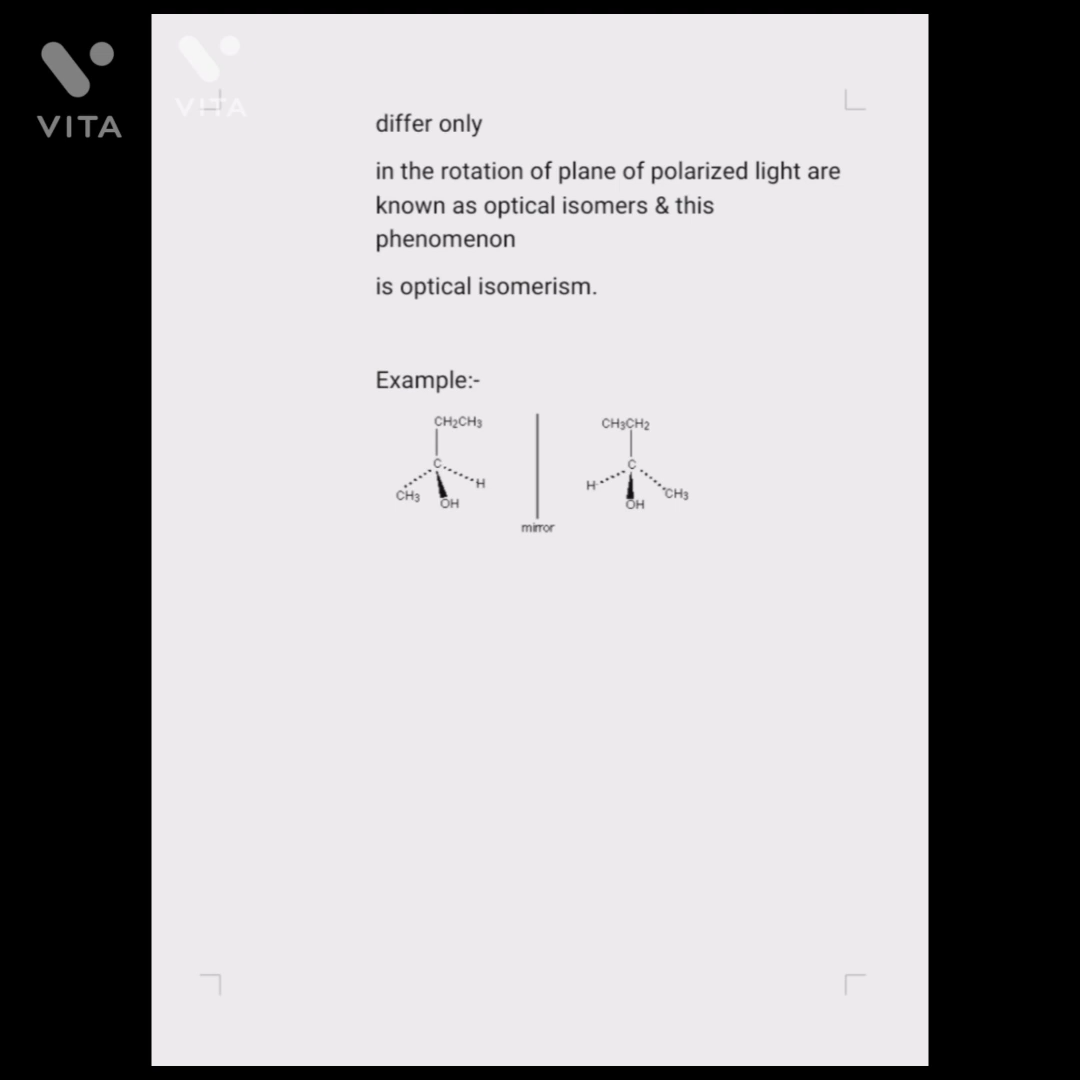 VITA
VITA
differ only
in the rotation of plane of polarized light are
known as optical isomers & this
phenomenon
is optical isomerism.
Example:-
CH₂CH₃ CH₃CH₂
C C
H H
CH₃ OH OH CH₃
mirror